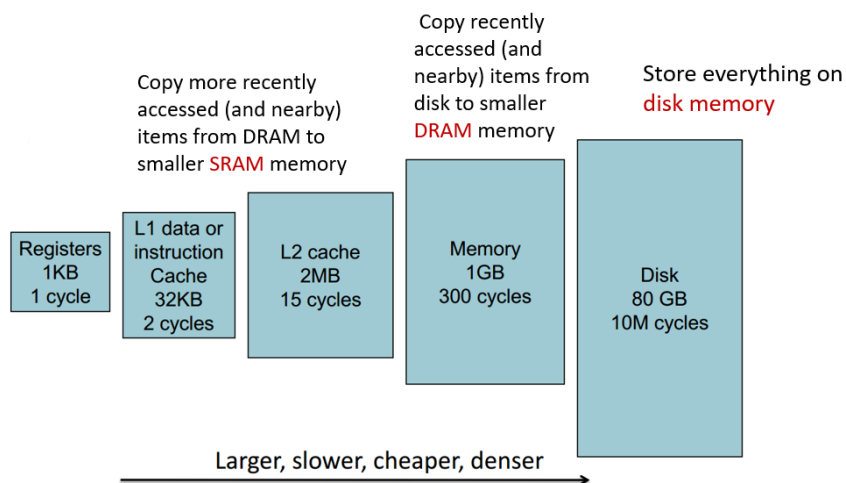 Copy more recently
accessed (and nearby)
items from DRAM to
smaller SRAM memory
Copy recently
accessed (and
nearby) items from
disk to smaller
DRAM memory
Store everything on
disk memory
Registers
1KB
1 cycle
L1 data or
instruction
Cache
32KB
2 cycles
L2 cache
2MB
15 cycles
Memory
1GB
300 cycles
Disk
80 GB
10M cycles
Larger, slower, cheaper, denser